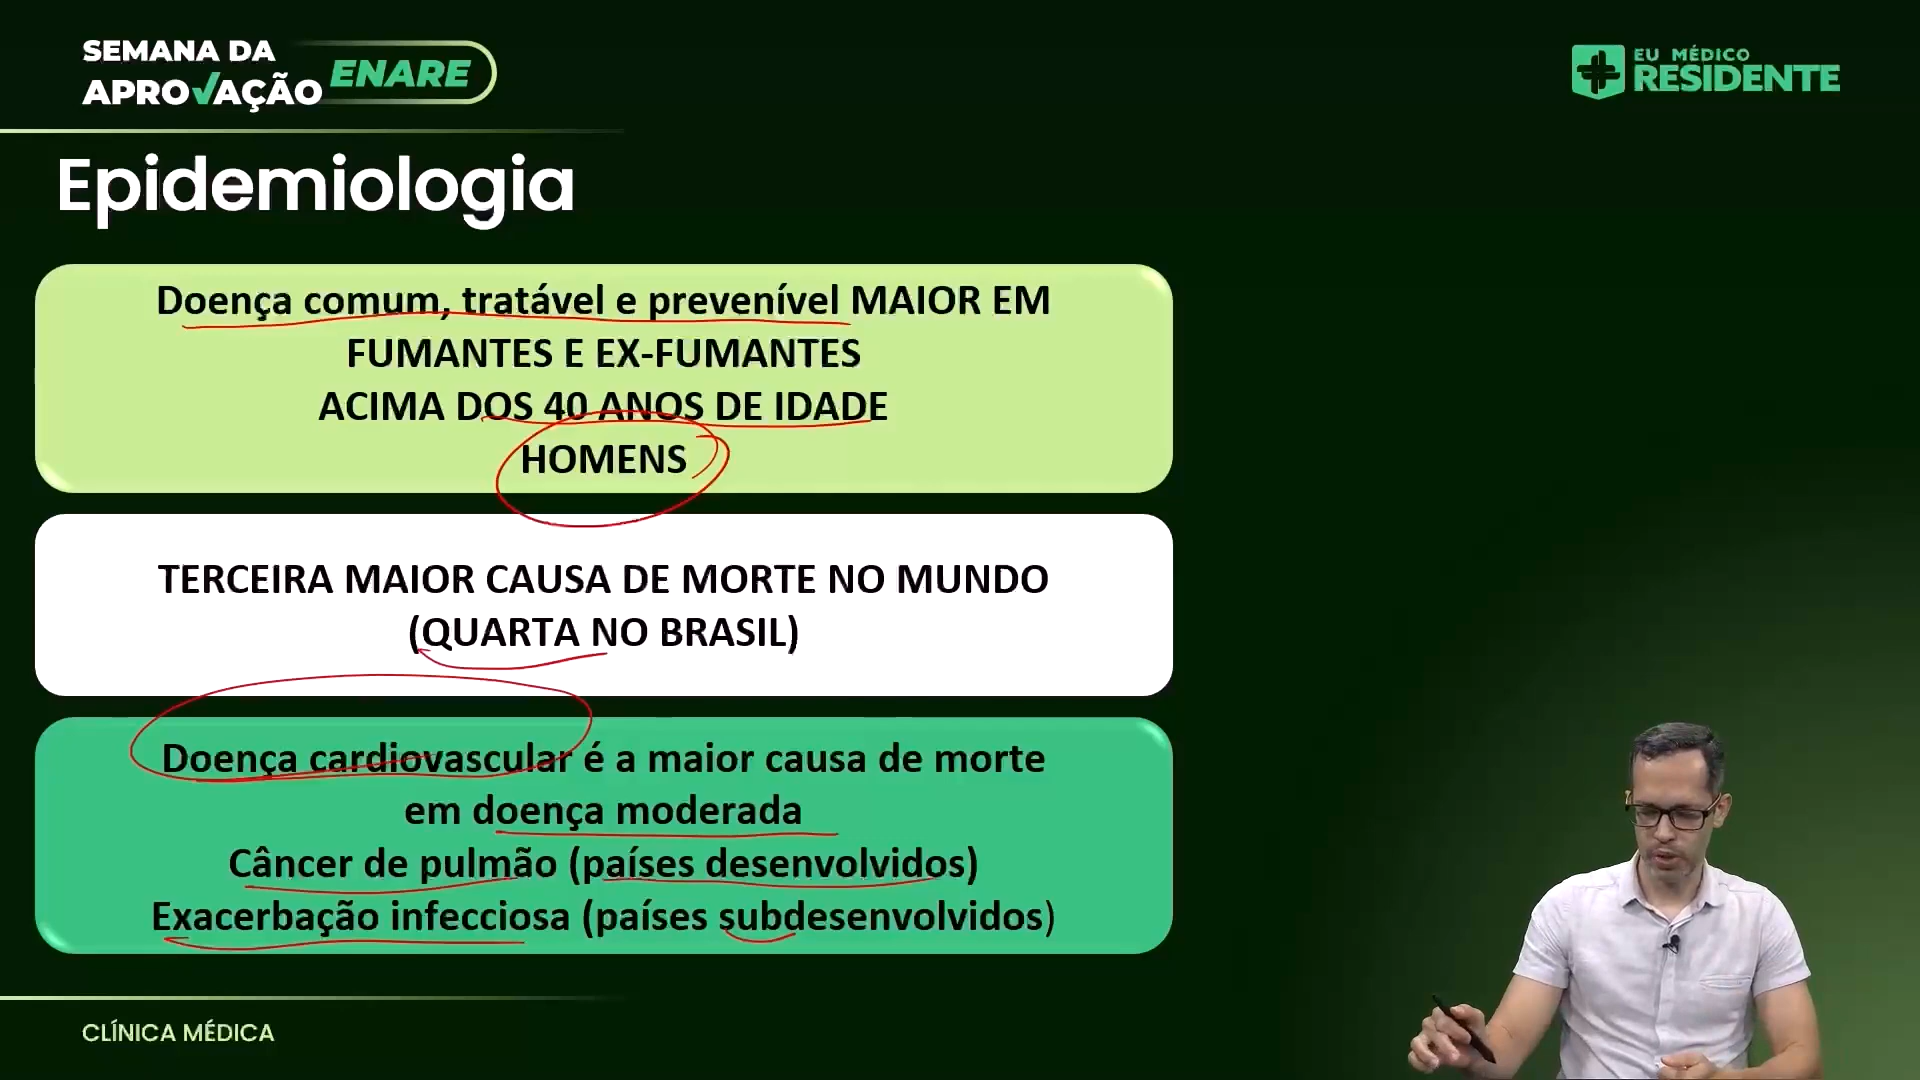 SEMANA DA
APROVAÇÃO
ENARE
EU MÉDICO
RESIDENTE
Epidemiologia
Doença comum, tratável e prevenível MAIOR EM
FUMANTES E EX-FUMANTES
ACIMA DOS 40 ANOS DE IDADE
HOMENS
TERCEIRA MAIOR CAUSA DE MORTE NO MUNDO
(QUARTA NO BRASIL)
Doença cardiovascular é a maior causa de morte
em doença moderada
Câncer de pulmão (países desenvolvidos)
Exacerbação infecciosa (países subdesenvolvidos)
CLÍNICA MÉDICA